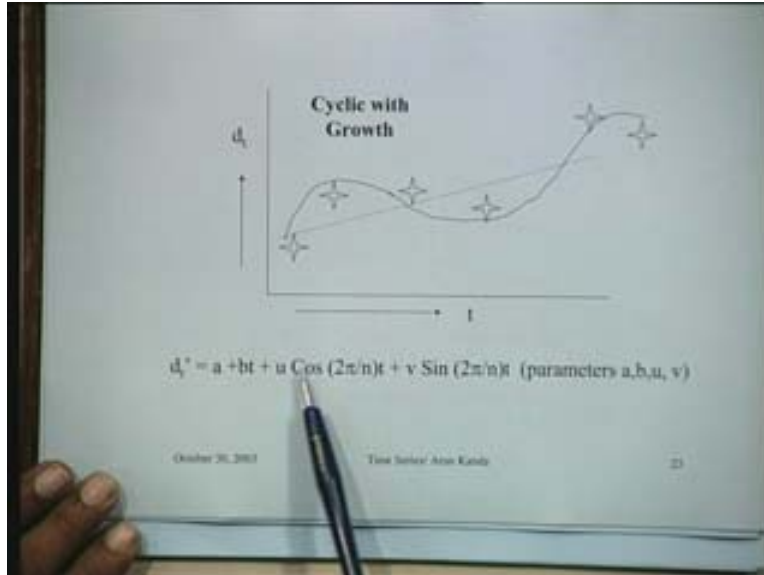 Cyclic with
Growth
dₜ
t
dₜ' = a +bt + u Cos (2π/n)t + v Sin (2π/n)t (parameters a,b,u, v)
October 30, 2003
Time Series/ Arun Kanda
23